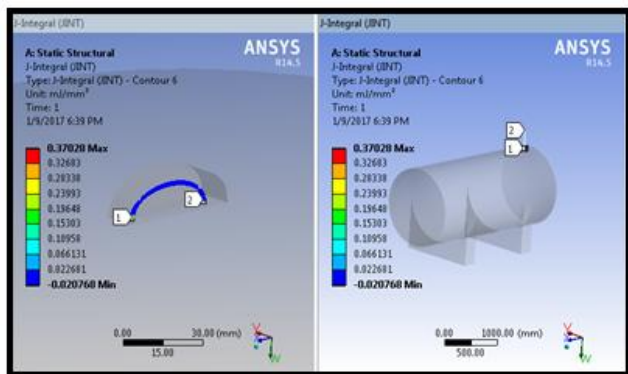 J-Integral (JINT)
A: Static Structural
J-Integral (JINT)
Type: J-Integral (JINT) - Contour 6
Unit: mJ/mm²
Time: 1
1/9/2017 6:39 PM
ANSYS
R14.5
0.37028 Max
0.32683
0.28338
0.23993
0.19648
0.15303
0.10958
0.066131
0.022681
-0.020768 Min
1
2
0.00
30.00 (mm)
15.00
J-Integral (JINT)
A: Static Structural
J-Integral (JINT)
Type: J-Integral (JINT) - Contour 6
Unit: mJ/mm²
Time: 1
1/9/2017 6:39 PM
ANSYS
R14.5
0.37028 Max
0.32683
0.28338
0.23993
0.19648
0.15303
0.10958
0.066131
0.022681
-0.020768 Min
2
1
0.00
1000.00 (mm)
500.00